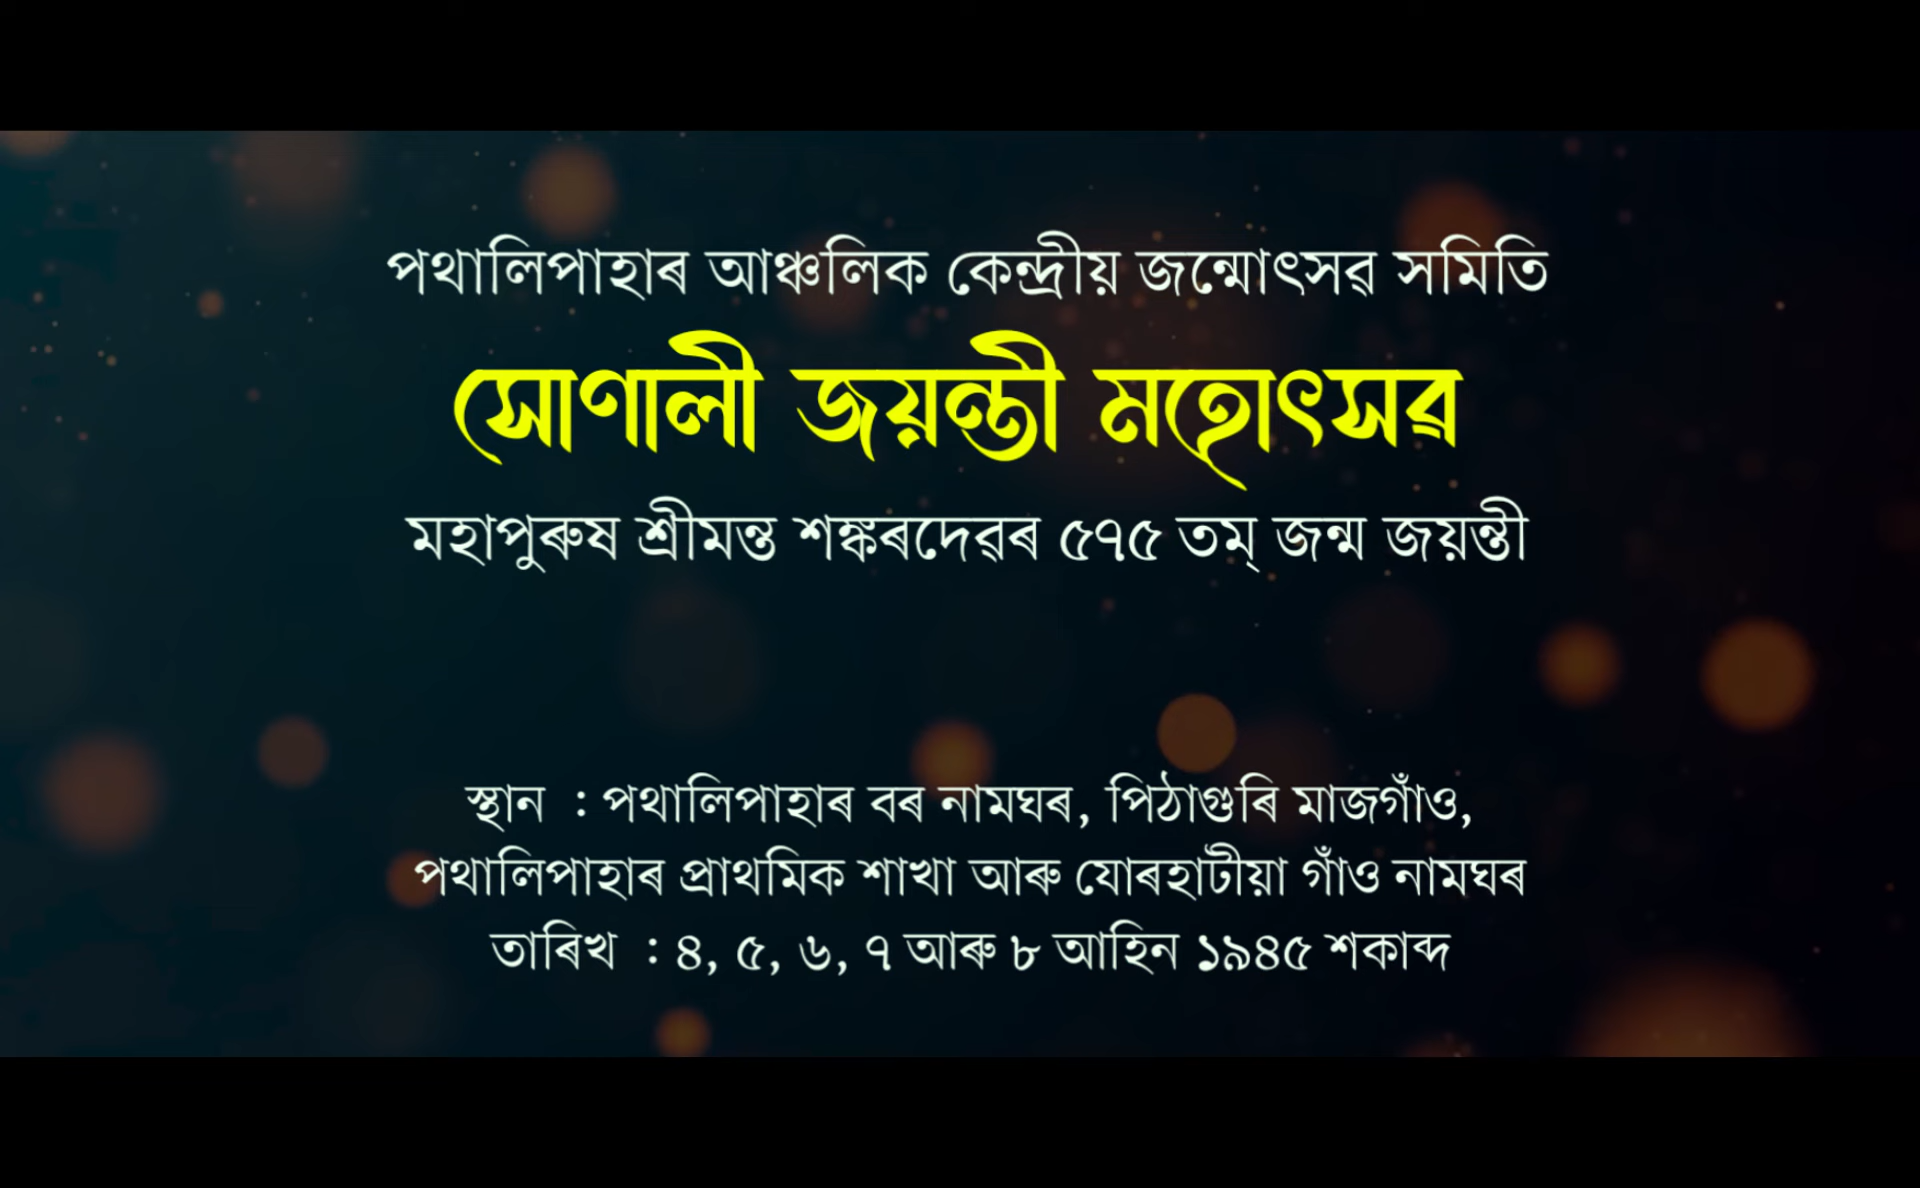 পথালিপাহাৰ আঞ্চলিক কেন্দ্ৰীয় জন্মোৎসৱ সমিতি
সোণালী জয়ন্তী মহোৎসৱ
মহাপুৰুষ শ্ৰীমন্ত শঙ্কৰদেৱৰ ৫৭৫ তম্ জন্ম জয়ন্তী
স্থান : পথালিপাহাৰ বৰ নামঘৰ, পিঠাগুৰি মাজগাঁও,
পথালিপাহাৰ প্ৰাথমিক শাখা আৰু যোৰহাটীয়া গাঁও নামঘৰ
তাৰিখ : ৪, ৫, ৬, ৭ আৰু ৮ আহিন ১৯৪৫ শকাব্দ